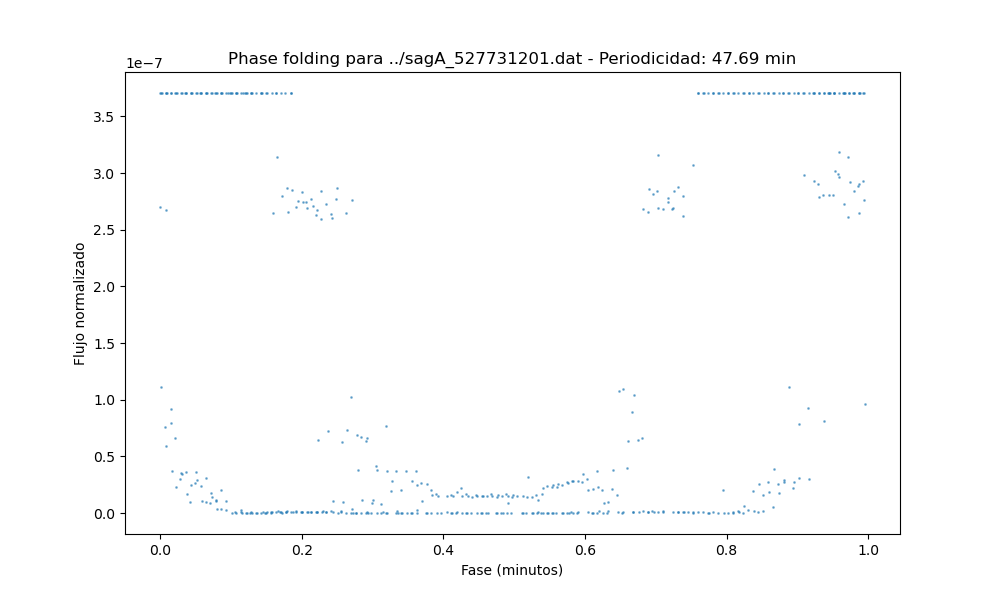 Phase folding para ../sagA_527731201.dat - Periodicidad: 47.69 min
1e−7
3.5
3.0
2.5
2.0
1.5
1.0
0.5
0.0
Flujo normalizado
0.0 0.2 0.4 0.6 0.8 1.0
Fase (minutos)